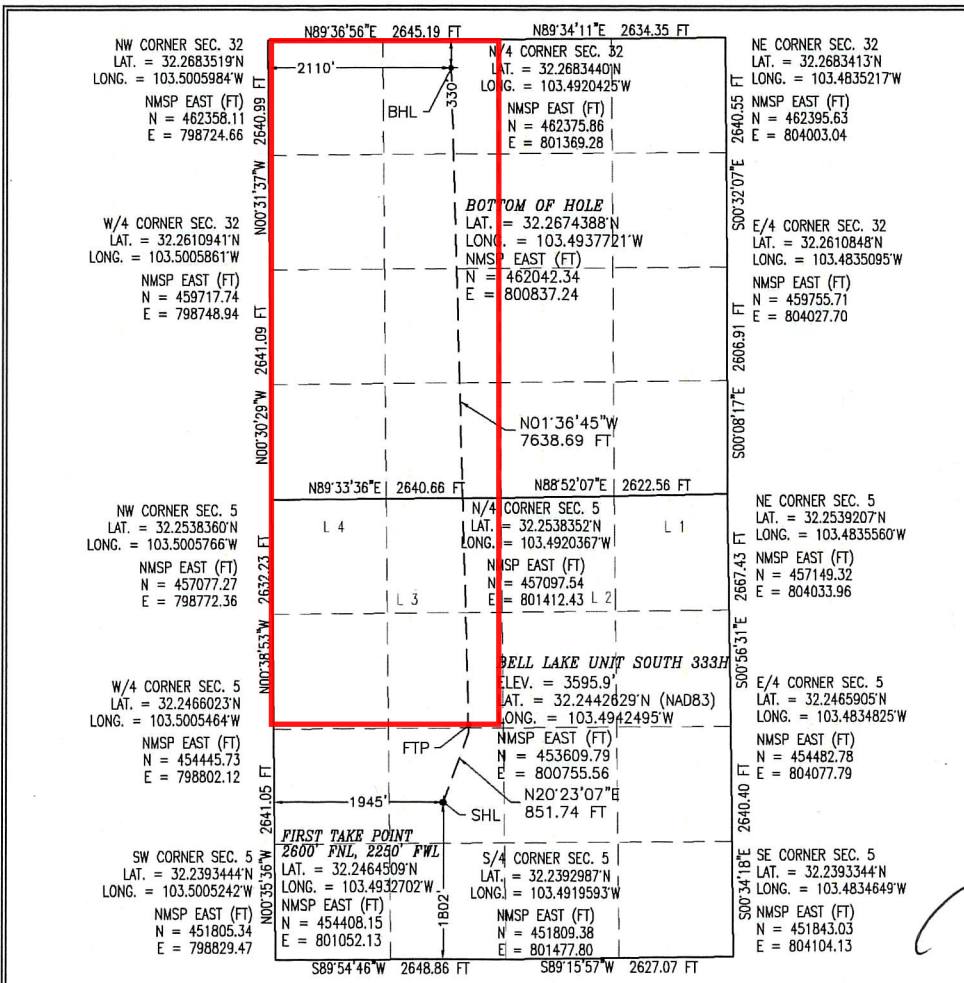 N89°36'56"E 2645.19 FT
N89°34'11"E 2634.35 FT
NW CORNER SEC. 32
LAT. = 32.2683519°N
LONG. = 103.5005984°W
NMSP EAST (FT)
N = 462358.11
E = 798724.66
2640.99 FT
2110'
330'
BHL
N/4 CORNER SEC. 32
LAT. = 32.2683440°N
LONG. = 103.4920425°W
NMSP EAST (FT)
N = 462375.86
E = 801369.28
NE CORNER SEC. 32
LAT. = 32.2683413°N
LONG. = 103.4835217°W
NMSP EAST (FT)
N = 462395.63
E = 804003.04
2640.55 FT
N00°31'37"W
S00°32'07"E
BOTTOM OF HOLE
LAT. = 32.2674388°N
LONG. = 103.4937721°W
NMSP EAST (FT)
N = 462042.34
E = 800837.24
W/4 CORNER SEC. 32
LAT. = 32.2610941°N
LONG. = 103.5005861°W
NMSP EAST (FT)
N = 459717.74
E = 798748.94
2641.09 FT
E/4 CORNER SEC. 32
LAT. = 32.2610848°N
LONG. = 103.4835095°W
NMSP EAST (FT)
N = 459755.71
E = 804027.70
2606.91 FT
N00°30'29"W
S00°08'17"E
N01°36'45"W
7638.69 FT
N89°33'36"E 2640.66 FT
N88°52'07"E 2622.56 FT
NW CORNER SEC. 5
LAT. = 32.2538360°N
LONG. = 103.5005766°W
NMSP EAST (FT)
N = 457077.27
E = 798772.36
2632.23 FT
L 4
L 3
N/4 CORNER SEC. 5
LAT. = 32.2538352°N
LONG. = 103.4920367°W
NMSP EAST (FT)
N = 457097.54
E = 801412.43
L 2
L 1
NE CORNER SEC. 5
LAT. = 32.2539207°N
LONG. = 103.4835560°W
NMSP EAST (FT)
N = 457149.32
E = 804033.96
2667.43 FT
N00°38'53"W
S00°56'31"E
BELL LAKE UNIT SOUTH 333H
ELEV. = 3595.9'
LAT. = 32.2442629°N (NAD83)
LONG. = 103.4942495°W
NMSP EAST (FT)
N = 453609.79
E = 800755.56
W/4 CORNER SEC. 5
LAT. = 32.2466023°N
LONG. = 103.5005464°W
NMSP EAST (FT)
N = 454445.73
E = 798802.12
2641.05 FT
FTP
E/4 CORNER SEC. 5
LAT. = 32.2465905°N
LONG. = 103.4834825°W
NMSP EAST (FT)
N = 454482.78
E = 804077.79
2640.40 FT
N20°23'07"E
851.74 FT
1945'
SHL
FIRST TAKE POINT
2600' FNL, 2250' FWL
LAT. = 32.2464509°N
LONG. = 103.4932702°W
NMSP EAST (FT)
N = 454408.15
E = 801052.13
1802'
SW CORNER SEC. 5
LAT. = 32.2393444°N
LONG. = 103.5005242°W
NMSP EAST (FT)
N = 451805.34
E = 798829.47
N00°35'36"W
S/4 CORNER SEC. 5
LAT. = 32.2392987°N
LONG. = 103.4919593°W
NMSP EAST (FT)
N = 451809.38
E = 801477.80
S00°34'18"E
SE CORNER SEC. 5
LAT. = 32.2393344°N
LONG. = 103.4834649°W
NMSP EAST (FT)
N = 451843.03
E = 804104.13
S89°54'46"W 2648.86 FT
S89°15'57"W 2627.07 FT